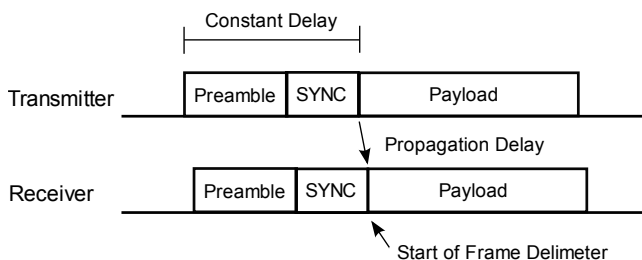 Constant Delay
Transmitter Preamble SYNC Payload
Propagation Delay
Receiver Preamble SYNC Payload
Start of Frame Delimeter